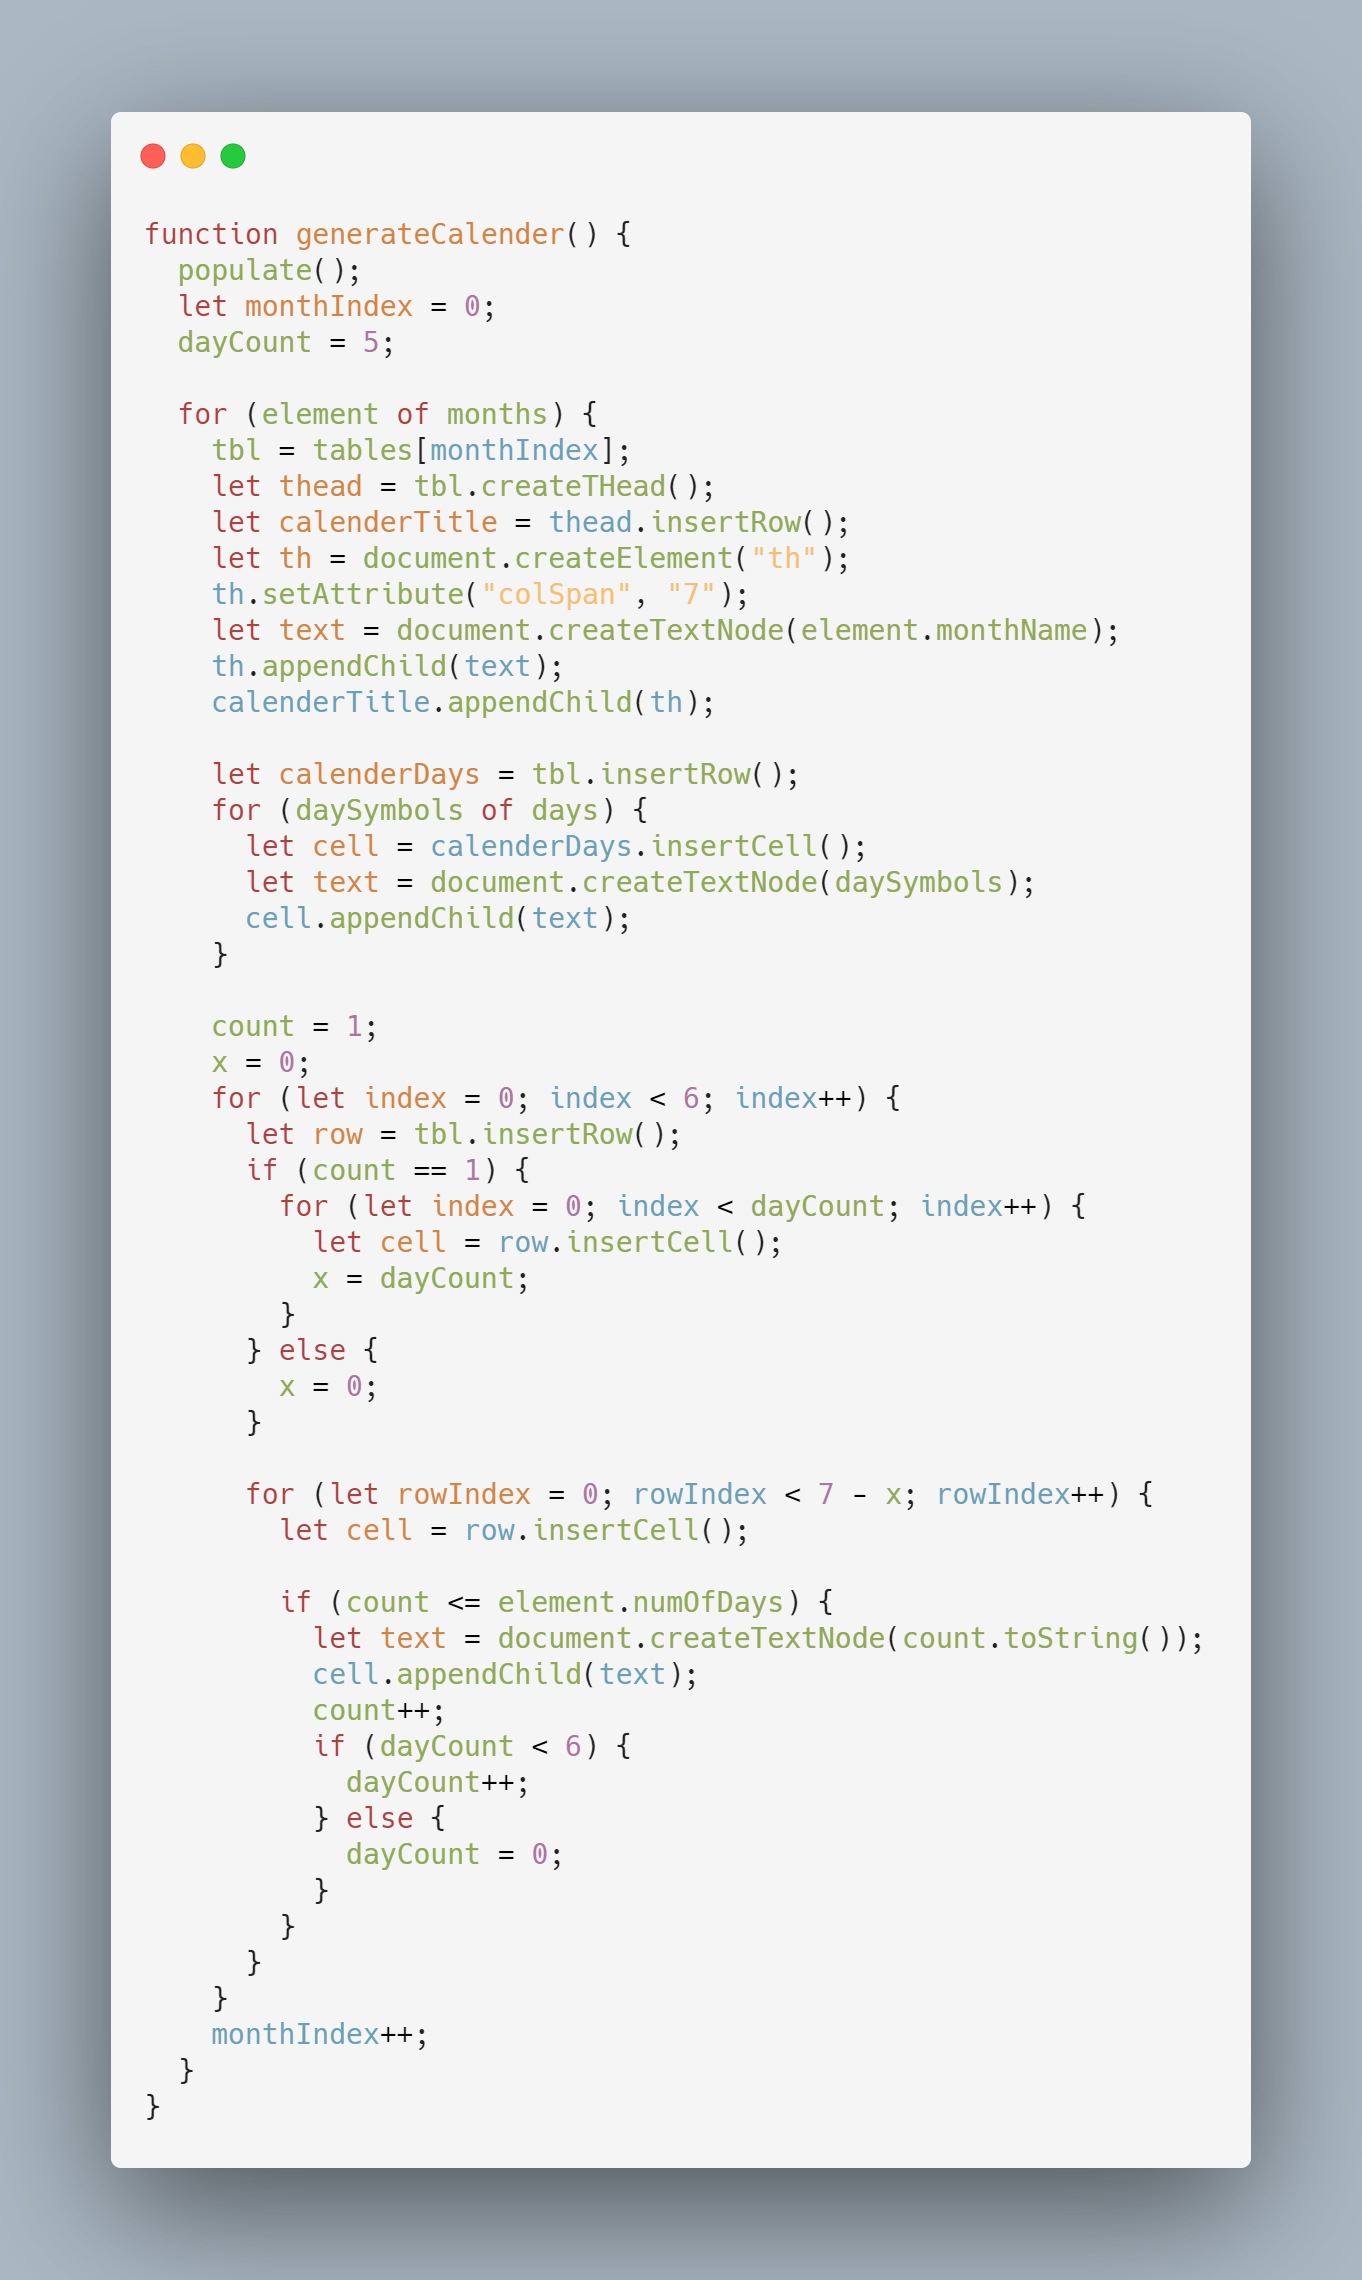 function generateCalender() {
  populate();
  let monthIndex = 0;
  dayCount = 5;

  for (element of months) {
    tbl = tables[monthIndex];
    let thead = tbl.createTHead();
    let calenderTitle = thead.insertRow();
    let th = document.createElement("th");
    th.setAttribute("colSpan", "7");
    let text = document.createTextNode(element.monthName);
    th.appendChild(text);
    calenderTitle.appendChild(th);

    let calenderDays = tbl.insertRow();
    for (daySymbols of days) {
      let cell = calenderDays.insertCell();
      let text = document.createTextNode(daySymbols);
      cell.appendChild(text);
    }

    count = 1;
    x = 0;
    for (let index = 0; index < 6; index++) {
      let row = tbl.insertRow();
      if (count == 1) {
        for (let index = 0; index < dayCount; index++) {
          let cell = row.insertCell();
          x = dayCount;
        }
      } else {
        x = 0;
      }

      for (let rowIndex = 0; rowIndex < 7 - x; rowIndex++) {
        let cell = row.insertCell();

        if (count <= element.numOfDays) {
          let text = document.createTextNode(count.toString());
          cell.appendChild(text);
          count++;
          if (dayCount < 6) {
            dayCount++;
          } else {
            dayCount = 0;
          }
        }
      }
    }
    monthIndex++;
  }
}